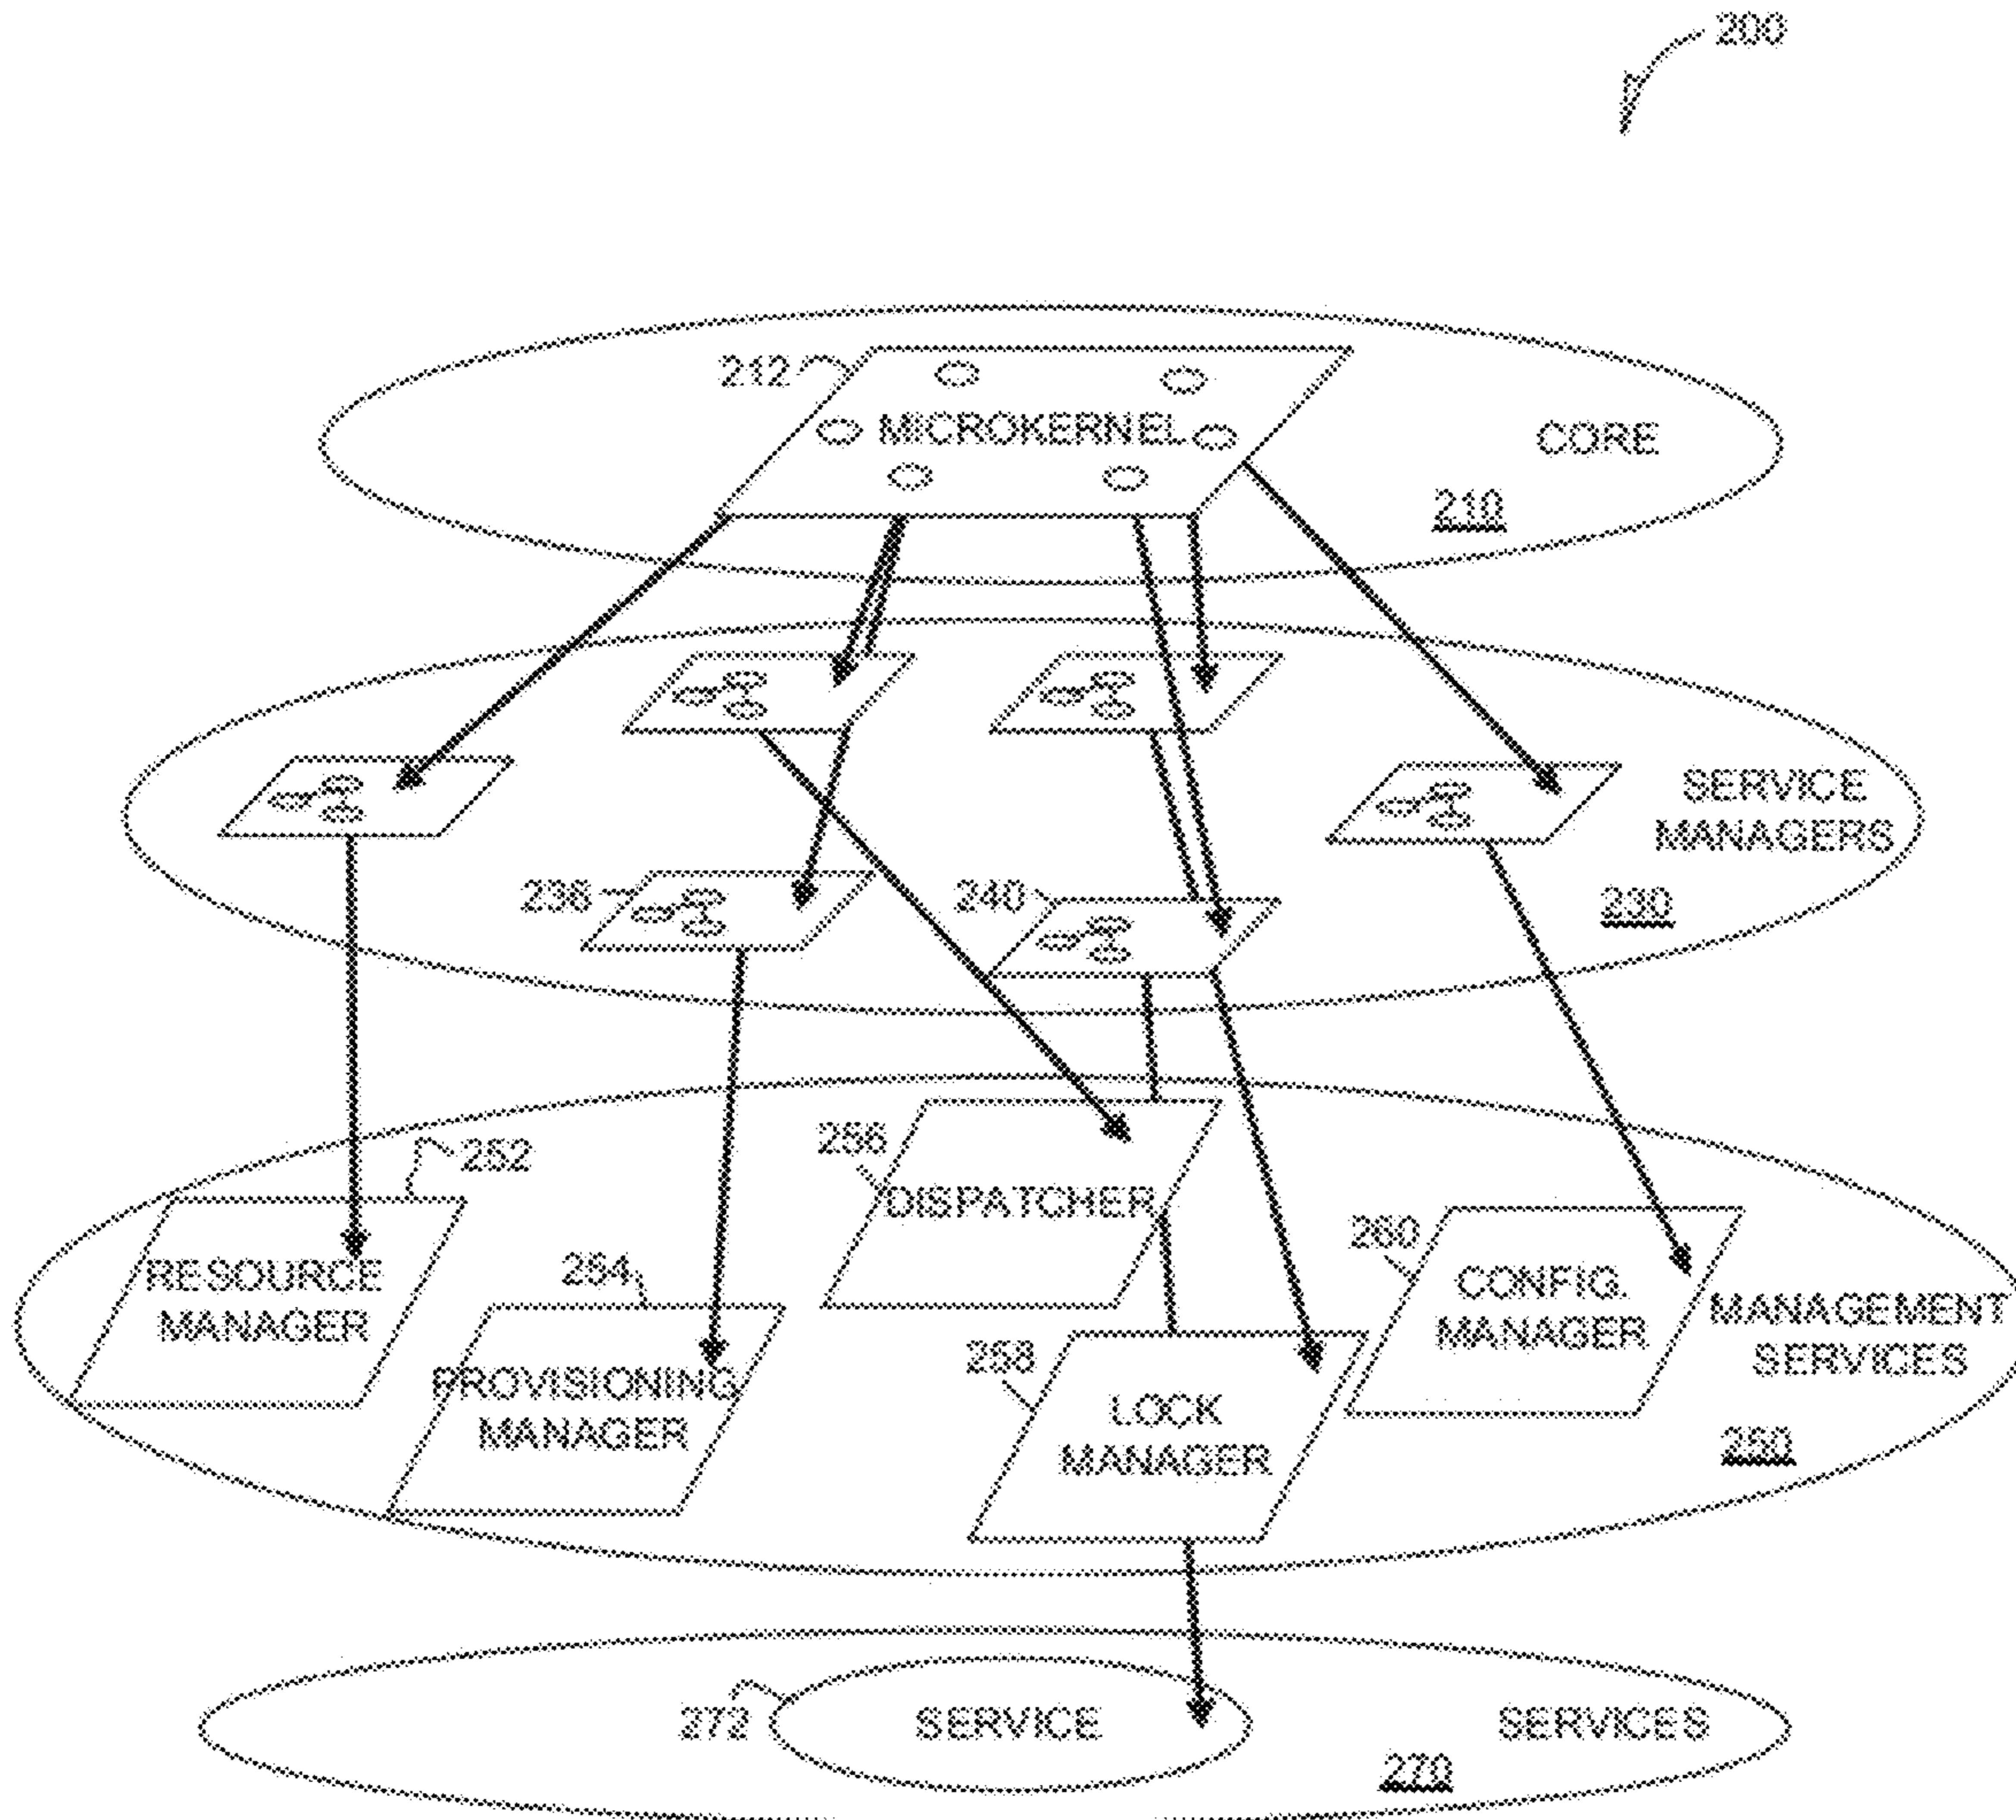 200
212
MICROKERNEL
CORE
210
SERVICE
MANAGERS
236
240
230
252
256
DISPATCHER
260
RESOURCE
MANAGER
254
CONFIG.
MANAGER
MANAGEMENT
SERVICES
PROVISIONING
MANAGER
258
LOCK
MANAGER
250
272
SERVICE
SERVICES
270